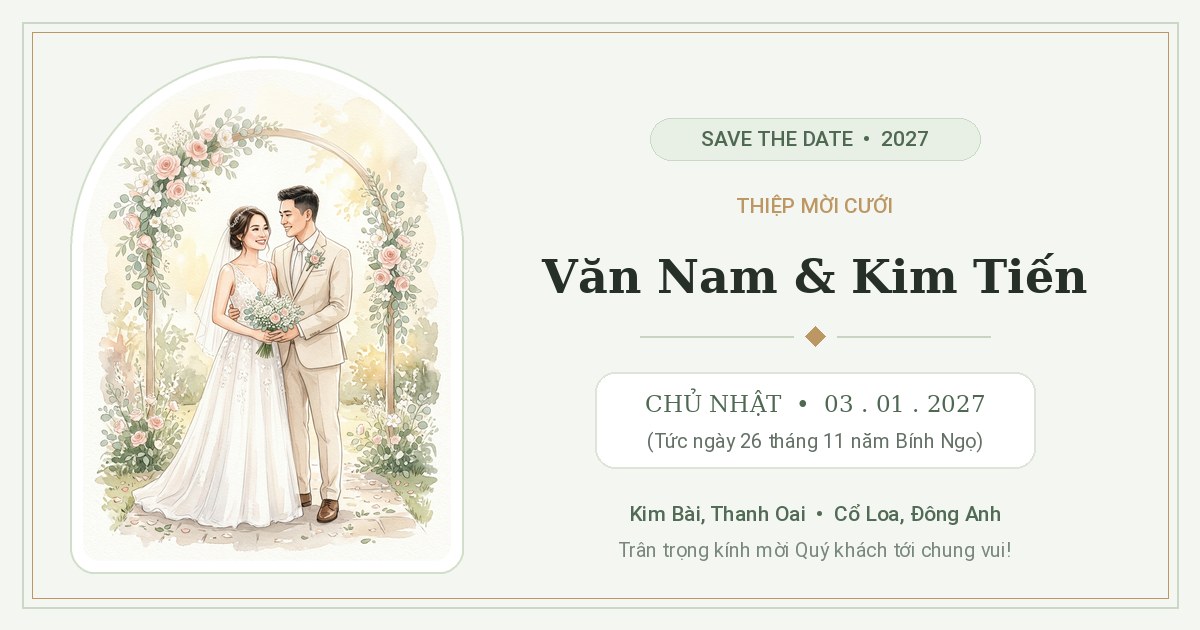 SAVE THE DATE • 2027
THIỆP MỜI CƯỚI
Văn Nam & Kim Tiến
CHỦ NHẬT • 03 . 01 . 2027
(Tức ngày 26 tháng 11 năm Bính Ngọ)
Kim Bài, Thanh Oai • Cổ Loa, Đông Anh
Trân trọng kính mời Quý khách tới chung vui!